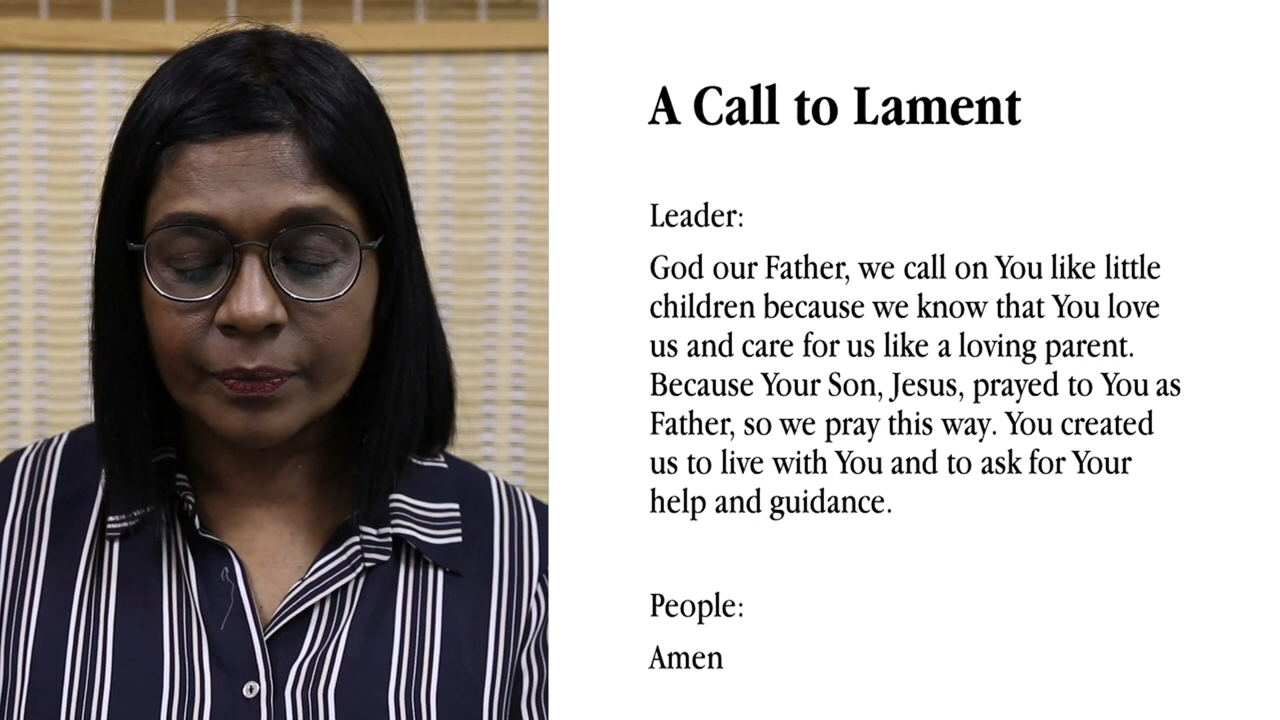 A Call to Lament
Leader:
God our Father, we call on You like little
children because we know that You love
us and care for us like a loving parent.
Because Your Son, Jesus, prayed to You as
Father, so we pray this way. You created
us to live with You and to ask for Your
help and guidance.
People:
Amen